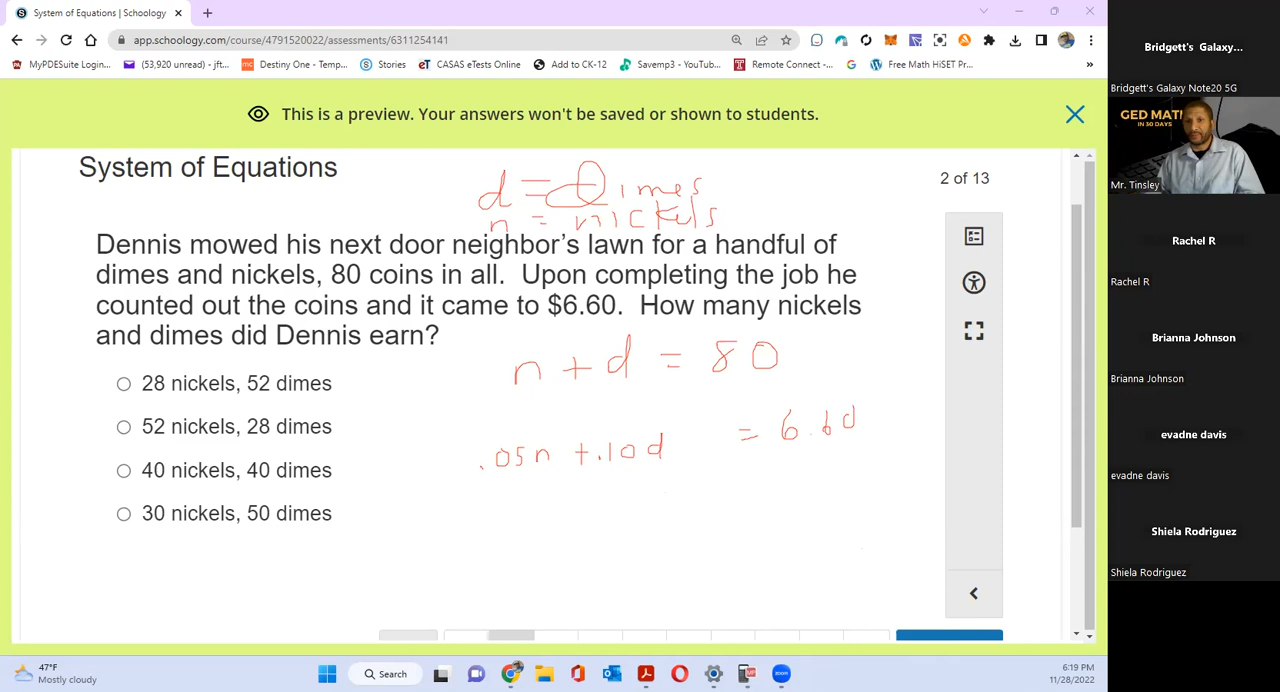 System of Equations | Schoology
app.schoology.com/course/4791520022/assessments/6311254141
MyPDESuite Login...
(53,920 unread) - jft...
Destiny One - Temp...
Stories
CASAS eTests Online
Add to CK-12
Savemp3 - YouTub...
Remote Connect -...
Free Math HiSET Pr...
»
This is a preview. Your answers won't be saved or shown to students.
System of Equations
2 of 13
d = Dimes
n = nickels
Dennis mowed his next door neighbor's lawn for a handful of
dimes and nickels, 80 coins in all. Upon completing the job he
counted out the coins and it came to $6.60. How many nickels
and dimes did Dennis earn?
n + d = 80
.05n + .10d = 6.60
28 nickels, 52 dimes
52 nickels, 28 dimes
40 nickels, 40 dimes
30 nickels, 50 dimes
Bridgett's Galaxy...
Bridgett's Galaxy Note20 5G
GED MAT
IN 30 DAYS
Mr. Tinsley
Rachel R
Rachel R
Brianna Johnson
Brianna Johnson
evadne davis
evadne davis
Shiela Rodriguez
Shiela Rodriguez
47°F
Mostly cloudy
Search
zoom
6:19 PM
11/28/2022